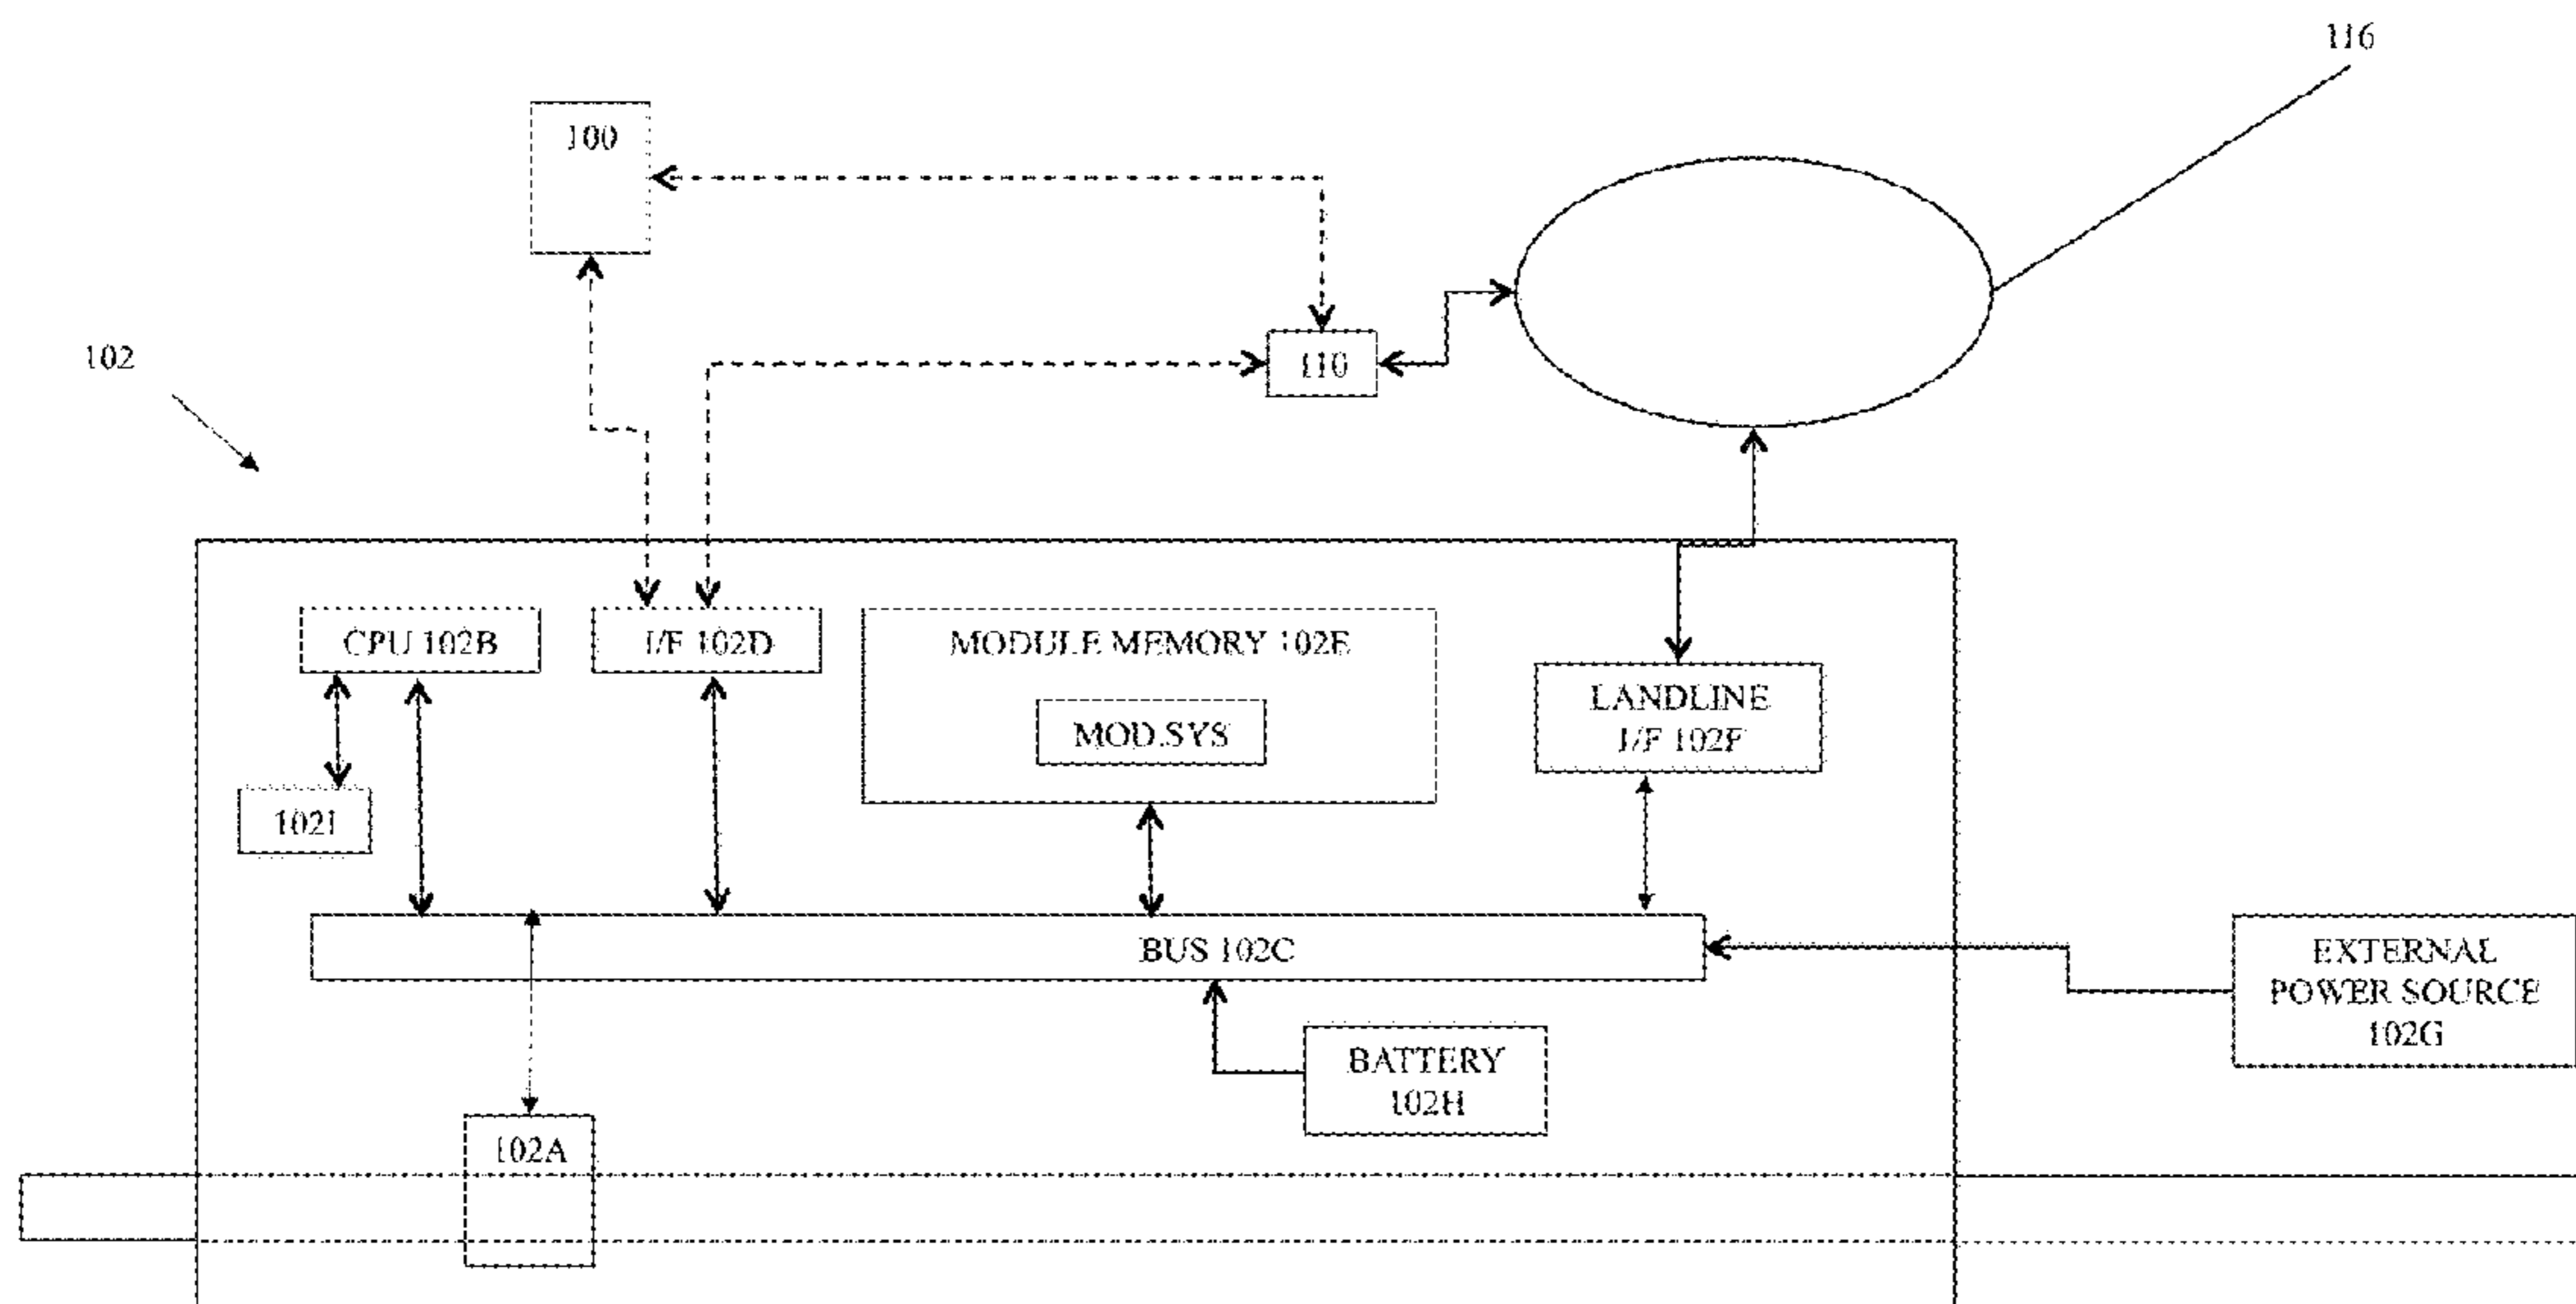 116
100
110
102
CPU 102B
I/F 102D
MODULE MEMORY 102E
MOD.SYS
LANDLINE
I/F 102F
102I
BUS 102C
EXTERNAL
POWER SOURCE
102G
BATTERY
102H
102A